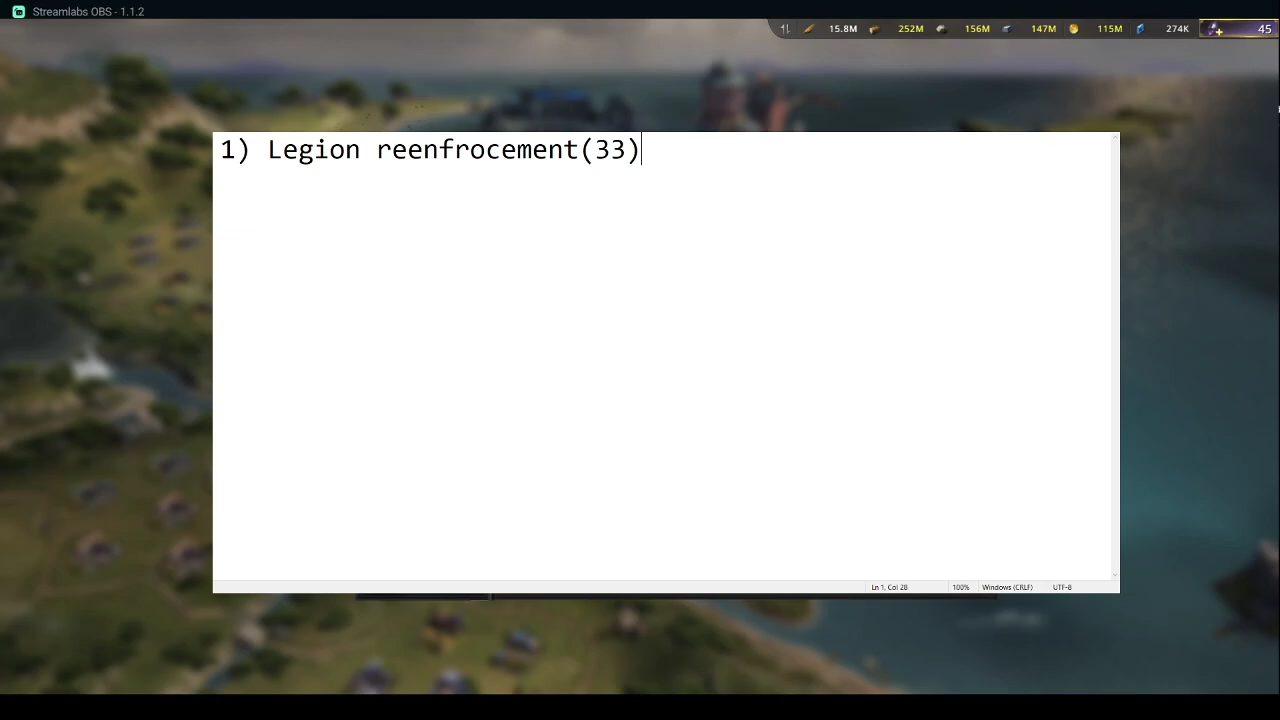 Streamlabs OBS - 1.1.2
15.8M 252M 156M 147M 115M 274K 45
1) Legion reenfrocement(33)
Ln 1, Col 28 100% Windows (CRLF) UTF-8